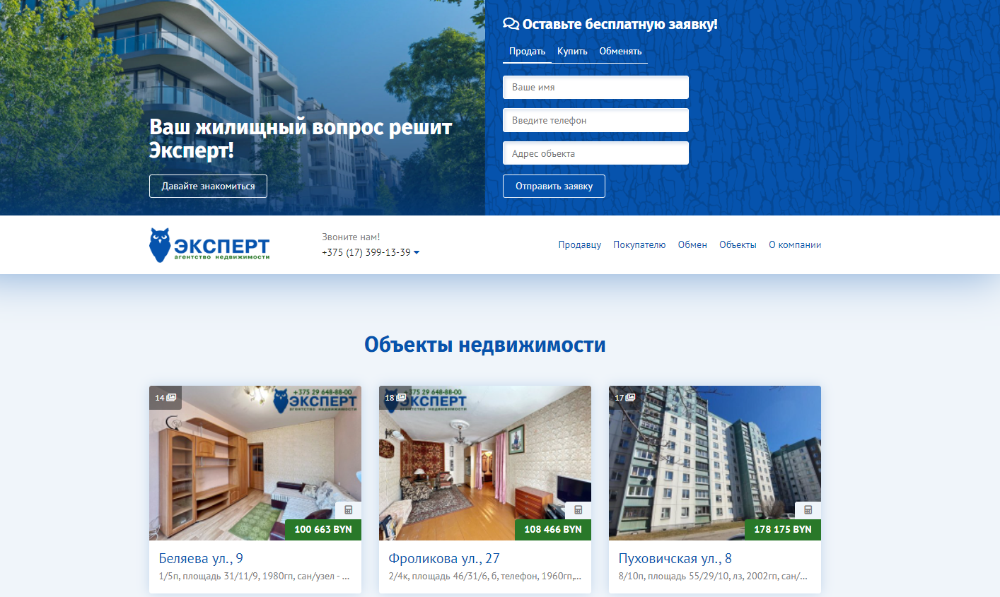 Ваш жилищный вопрос решит
Эксперт!
Давайте знакомиться
Оставьте бесплатную заявку!
Продать Купить Обменять
Ваше имя
Введите телефон
Адрес объекта
Отправить заявку
ЭКСПЕРТ
агентство недвижимости
Звоните нам!
+375 (17) 399-13-39
Продавцу Покупателю Обмен Объекты О компании
Объекты недвижимости
14
+375 29 648-88-00
ЭКСПЕРТ
агентство недвижимости
100 663 BYN
Беляева ул., 9
1/5п, площадь 31/11/9, 1980гп, сан/узел - ...
18
+375 29 648-88-00
ЭКСПЕРТ
агентство недвижимости
108 466 BYN
Фроликова ул., 27
2/4к, площадь 46/31/6, б, телефон, 1960гп,...
17
178 175 BYN
Пуховичская ул., 8
8/10п, площадь 55/29/10, лз, 2002гп, сан/...